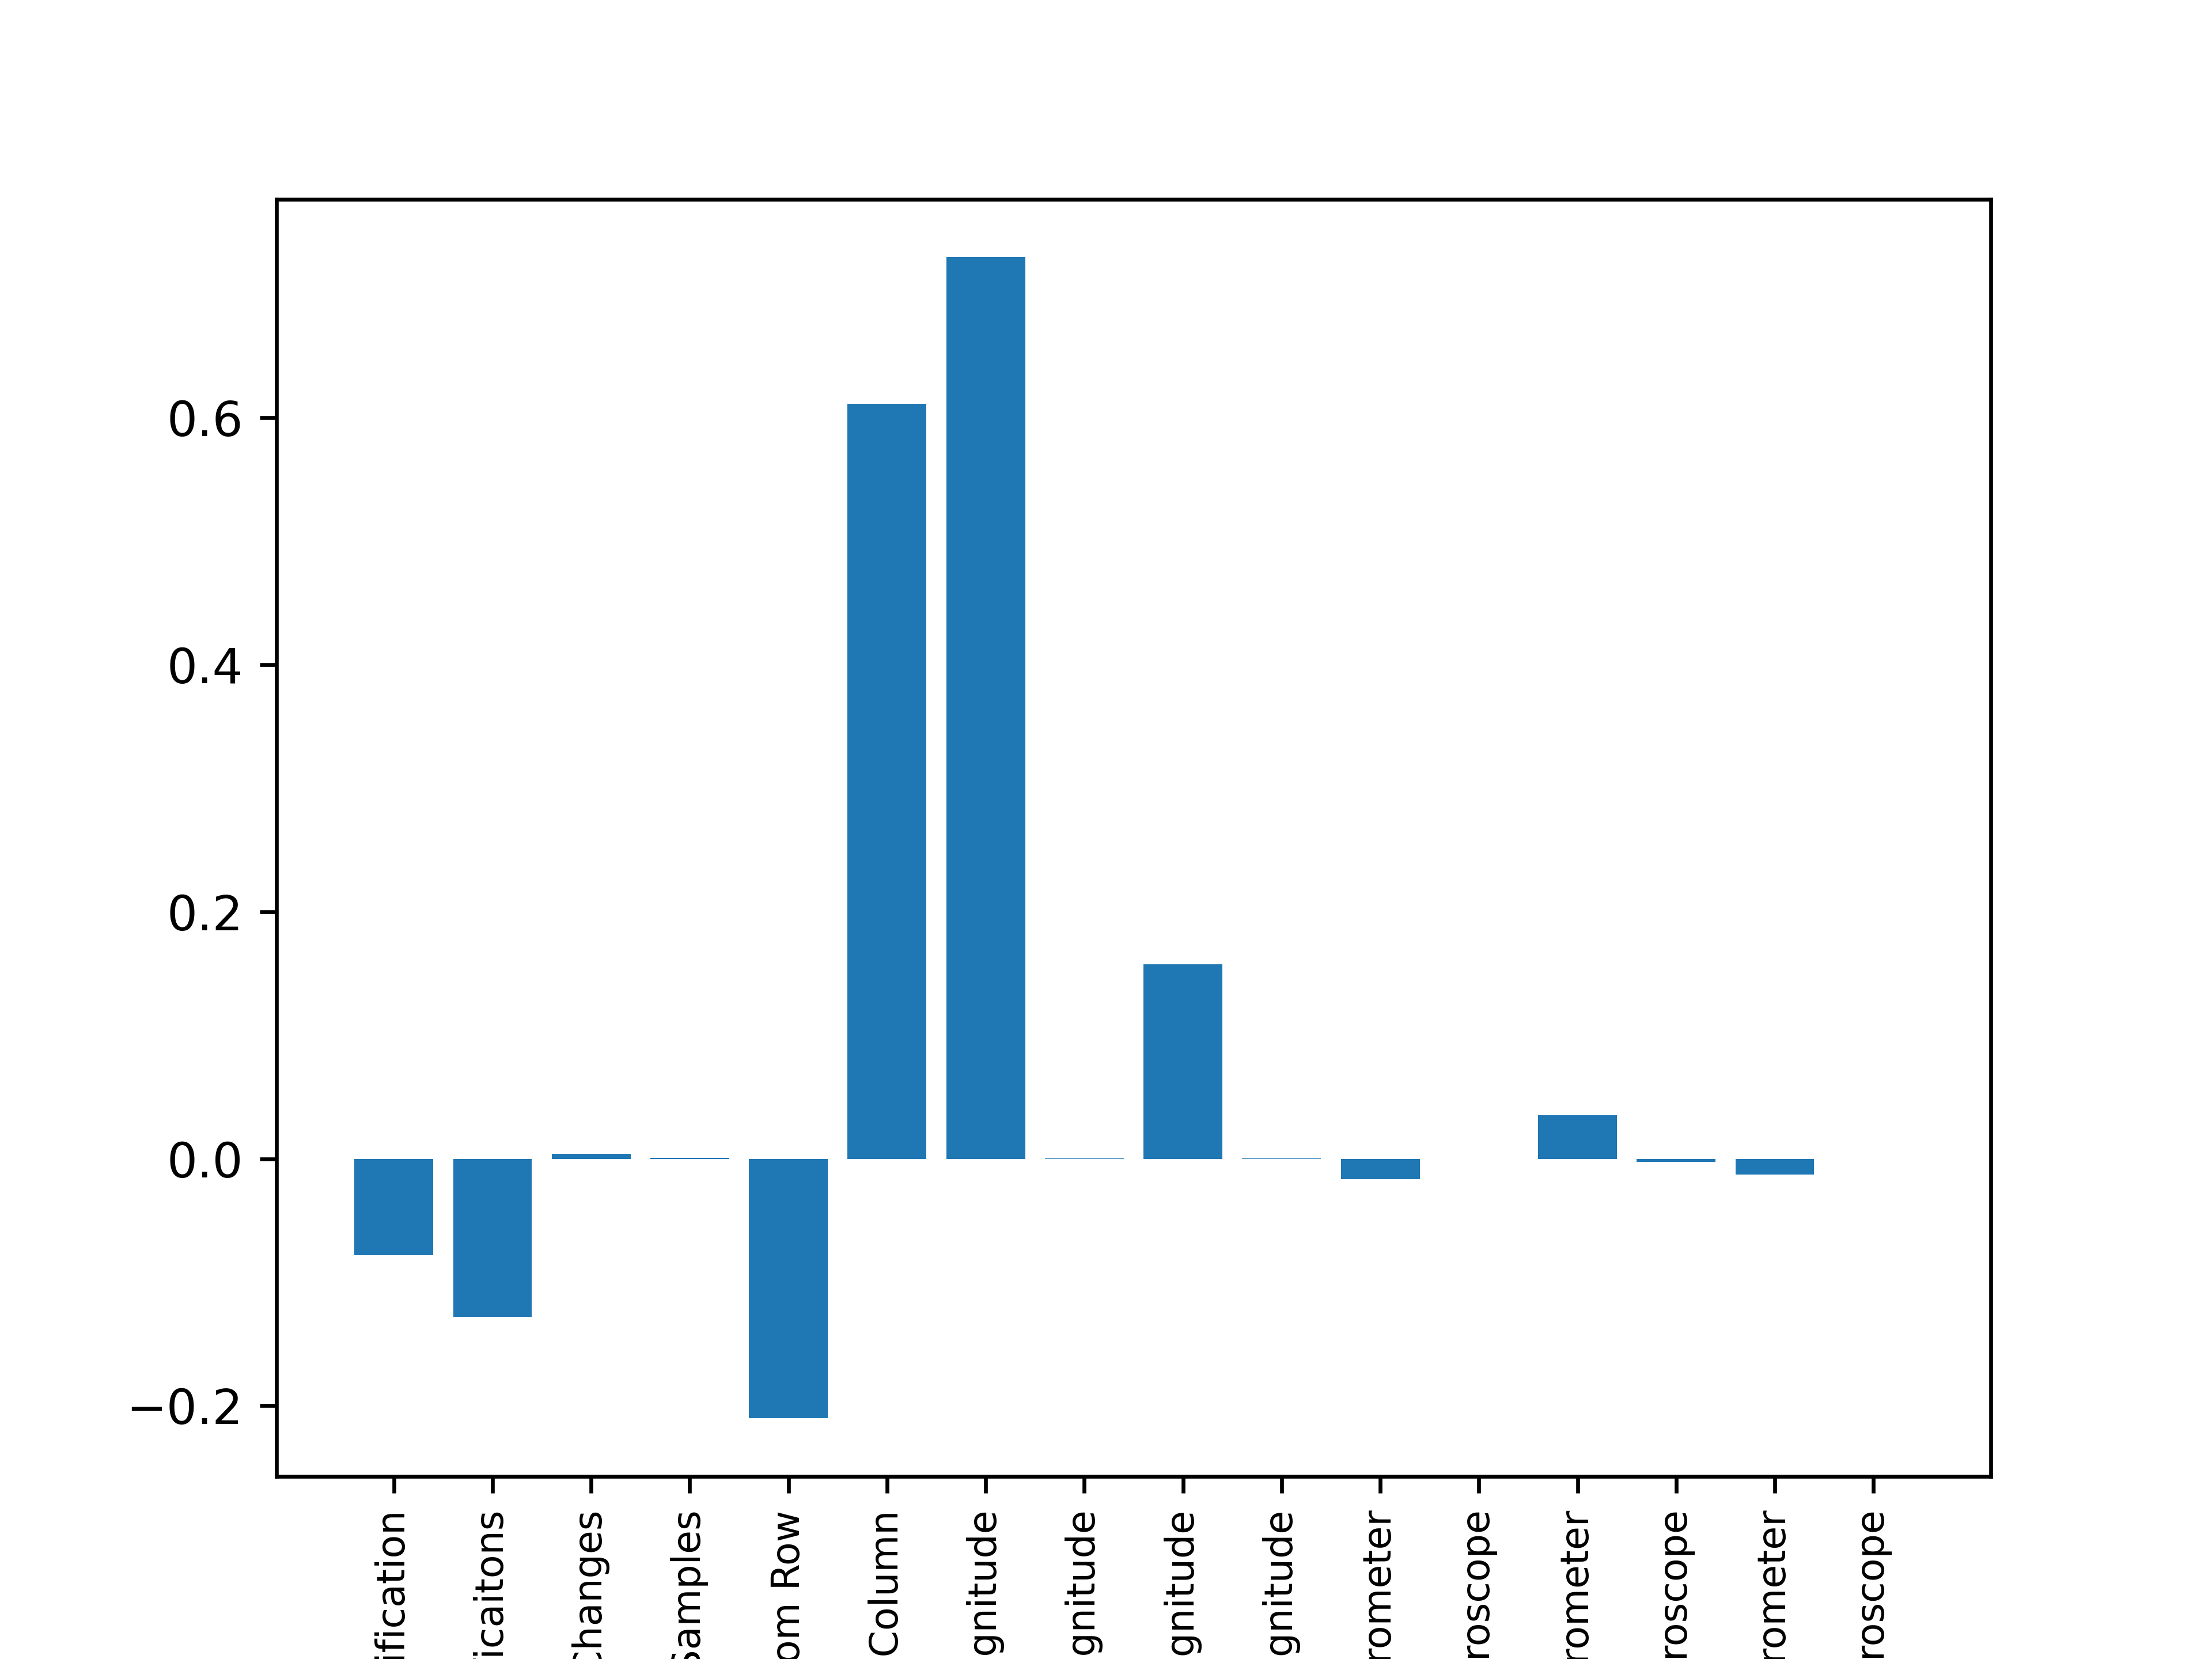 0.6
0.4
0.2
0.0
−0.2
ification
icaitons
Changes
Samples
om Row
Column
gnitude
gnitude
gnitude
gnitude
rometer
roscope
rometer
roscope
rometer
roscope